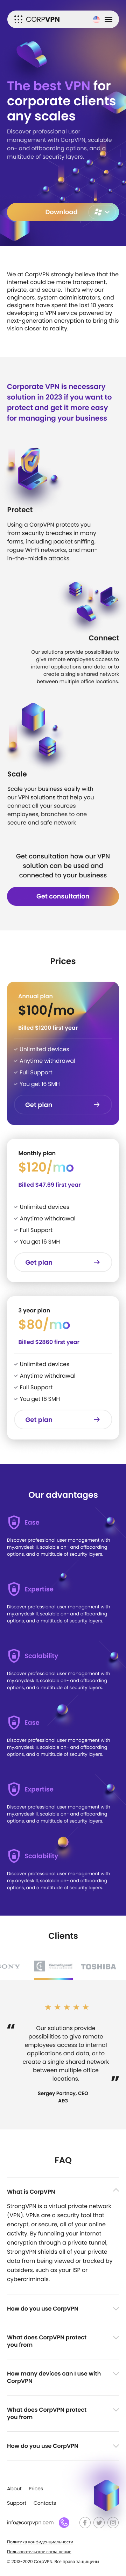 CORPVPN
The best VPN for
corporate clients
any scales
Discover professional user
management with CorpVPN, scalable
on- and offboarding options, and a
multitude of security layers.
Download
We at CorpVPN strongly believe that the
Internet could be more transparent,
private, and secure. That's why our
engineers, system administrators, and
designers have spent the last 10 years
developing a VPN service powered by
next-generation encryption to bring this
vision closer to reality.
Corporate VPN is necessary
solution in 2023 if you want to
protect and get it more easy
for managing your business
Protect
Using a CorpVPN protects you
from security breaches in many
forms, including packet sniffing,
rogue Wi-Fi networks, and man-
in-the-middle attacks.
Connect
Our solutions provide possibilities to
give remote employees access to
internal applications and data, or to
create a single shared network
between multiple office locations.
Scale
Scale your business easily with
our VPN solutions that help you
connect all your sources
employees, branches to one
secure and safe network
Get consultation how our VPN
solution can be used and
connected to your business
Get consultation
Prices
Annual plan
$100/mo
Billed $1200 first year
Unlimited devices
Anytime withdrawal
Full Support
You get 16 SMH
Get plan
Monthly plan
$120/mo
Billed $47.69 first year
Unlimited devices
Anytime withdrawal
Full Support
You get 16 SMH
Get plan
3 year plan
$80/mo
Billed $2860 first year
Unlimited devices
Anytime withdrawal
Full Support
You get 16 SMH
Get plan
Our advantages
Ease
Discover professional user management with
my.anydesk II, scalable on- and offboarding
options, and a multitude of security layers.
Expertise
Discover professional user management with
my.anydesk II, scalable on- and offboarding
options, and a multitude of security layers.
Scalability
Discover professional user management with
my.anydesk II, scalable on- and offboarding
options, and a multitude of security layers.
Ease
Discover professional user management with
my.anydesk II, scalable on- and offboarding
options, and a multitude of security layers.
Expertise
Discover professional user management with
my.anydesk II, scalable on- and offboarding
options, and a multitude of security layers.
Scalability
Discover professional user management with
my.anydesk II, scalable on- and offboarding
options, and a multitude of security layers.
Clients
ONY
TOSHIBA
Our solutions provide
possibilities to give remote
employees access to internal
applications and data, or to
create a single shared network
between multiple office
locations.
Sergey Portnoy, CEO
AEG
FAQ
What is CorpVPN
StrongVPN is a virtual private network
(VPN). VPNs are a security tool that
encrypt, or secure, all of your online
activity. By funneling your internet
encryption through a private tunnel,
StrongVPN shields all of your private
data from being viewed or tracked by
outsiders, such as your ISP or
cybercriminals.
How do you use CorpVPN
What does CorpVPN protect
you from
How many devices can I use with
CorpVPN
What does CorpVPN protect
you from
How do you use CorpVPN
About Prices
Support Contacts
info@corpvpn.com
Политика конфиденциальности
Пользовательское соглашение
© 2013-2020 CorpVPN. Все права защищены